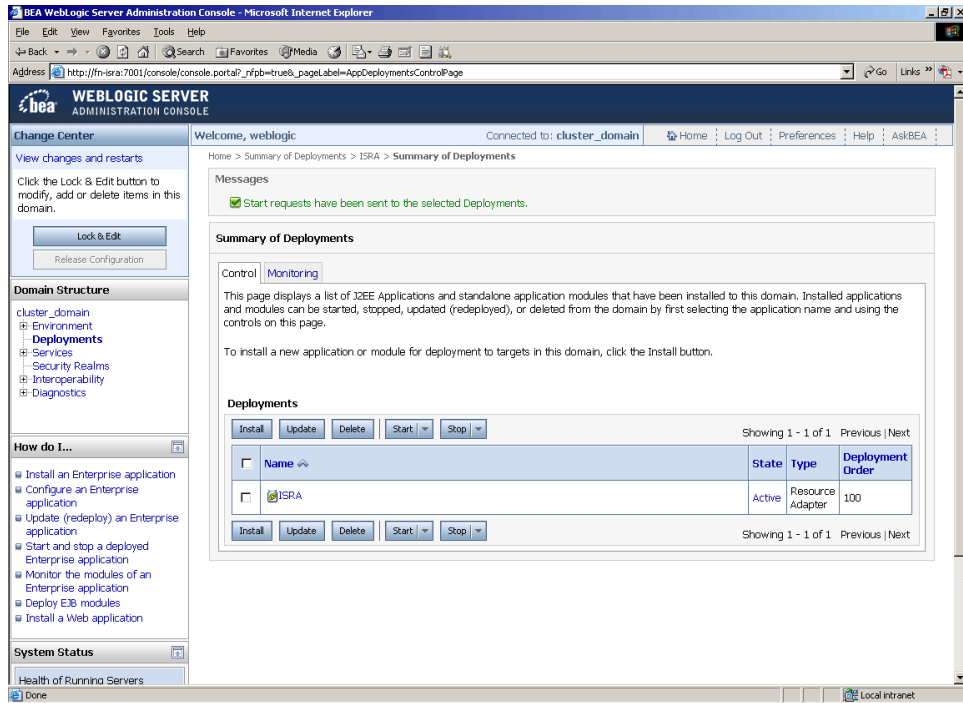 BEA WebLogic Server Administration Console - Microsoft Internet Explorer
File Edit View Favorites Tools Help
Back Search Favorites Media
Address http://fn-isra:7001/console/console.portal?_nfpb=true&_pageLabel=AppDeploymentsControlPage Go Links »
bea WEBLOGIC SERVER
ADMINISTRATION CONSOLE
Change Center
View changes and restarts
Click the Lock & Edit button to
modify, add or delete items in this
domain.
Lock & Edit
Release Configuration
Domain Structure
cluster_domain
Environment
Deployments
Services
Security Realms
Interoperability
Diagnostics
How do I...
Install an Enterprise application
Configure an Enterprise
application
Update (redeploy) an Enterprise
application
Start and stop a deployed
Enterprise application
Monitor the modules of an
Enterprise application
Deploy EJB modules
Install a Web application
System Status
Health of Running Servers
Welcome, weblogic Connected to: cluster_domain Home Log Out Preferences Help AskBEA
Home > Summary of Deployments > ISRA > Summary of Deployments
Messages
Start requests have been sent to the selected Deployments.
Summary of Deployments
Control Monitoring
This page displays a list of J2EE Applications and standalone application modules that have been installed to this domain. Installed applications
and modules can be started, stopped, updated (redeployed), or deleted from the domain by first selecting the application name and using the
controls on this page.
To install a new application or module for deployment to targets in this domain, click the Install button.
Deployments
Install Update Delete Start Stop Showing 1 - 1 of 1 Previous | Next
Name State Type Deployment Order
ISRA Active Resource Adapter 100
Install Update Delete Start Stop Showing 1 - 1 of 1 Previous | Next
Done Local intranet